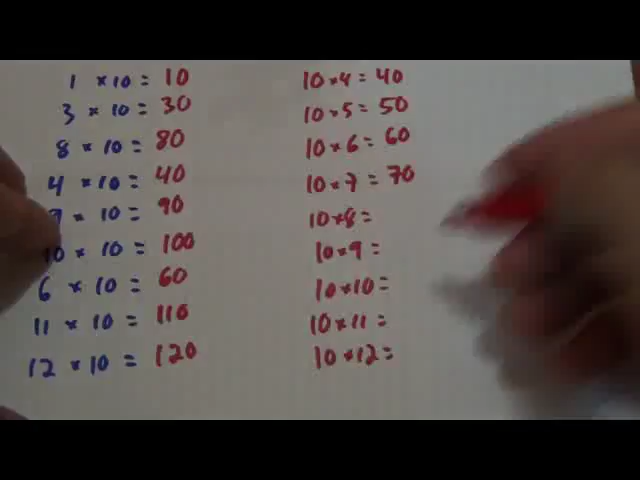 1 × 10 = 10
3 × 10 = 30
8 × 10 = 80
4 × 10 = 40
9 × 10 = 90
10 × 10 = 100
6 × 10 = 60
11 × 10 = 110
12 × 10 = 120
10 × 4 = 40
10 × 5 = 50
10 × 6 = 60
10 × 7 = 70
10 × 8 =
10 × 9 =
10 × 10 =
10 × 11 =
10 × 12 =